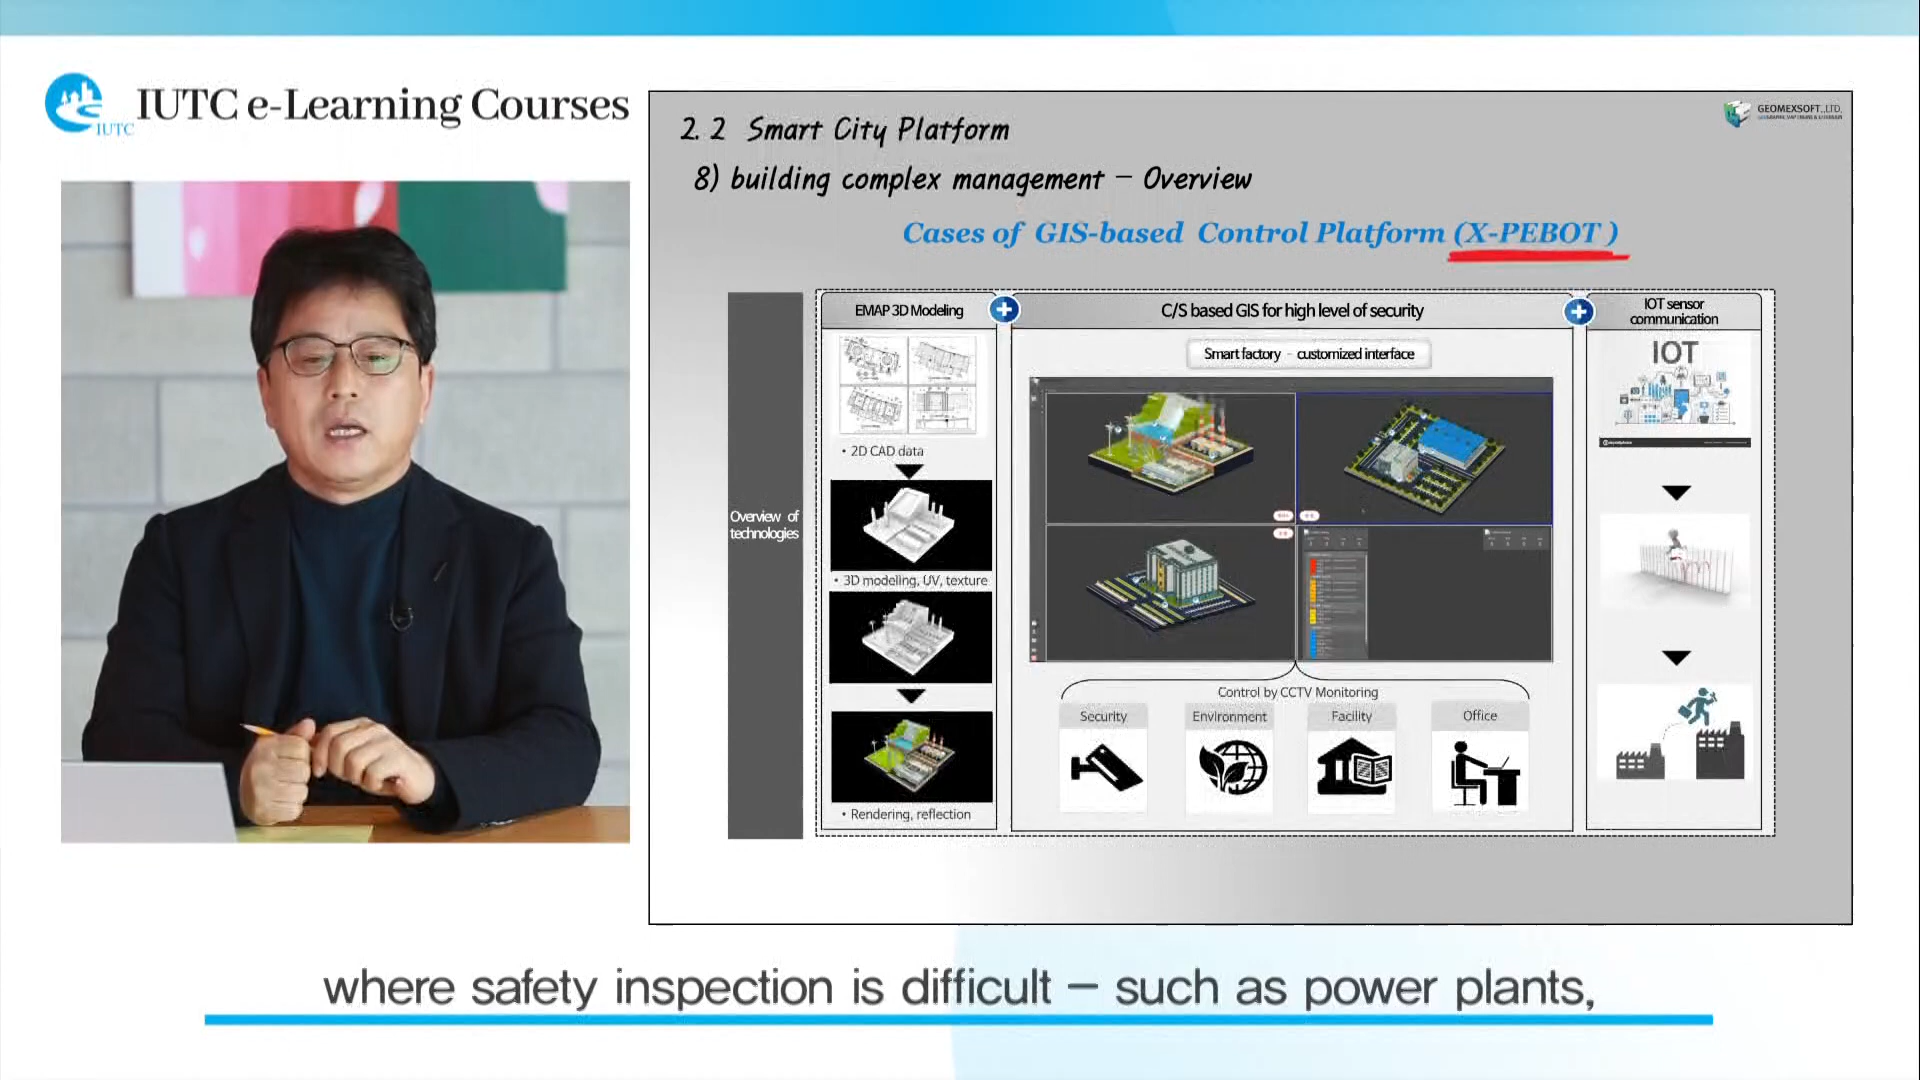 IUTC
IUTC e-Learning Courses
GEOMEXSOFT.,LTD.
2.2 Smart City Platform
8) building complex management – Overview
Cases of GIS-based Control Platform (X-PEBOT )
Overview of
technologies
EMAP 3D Modeling
• 2D CAD data
• 3D modeling, UV, texture
• Rendering, reflection
C/S based GIS for high level of security
Smart factory - customized interface
Control by CCTV Monitoring
Security
Environment
Facility
Office
IOT sensor
communication
IOT
where safety inspection is difficult – such as power plants,